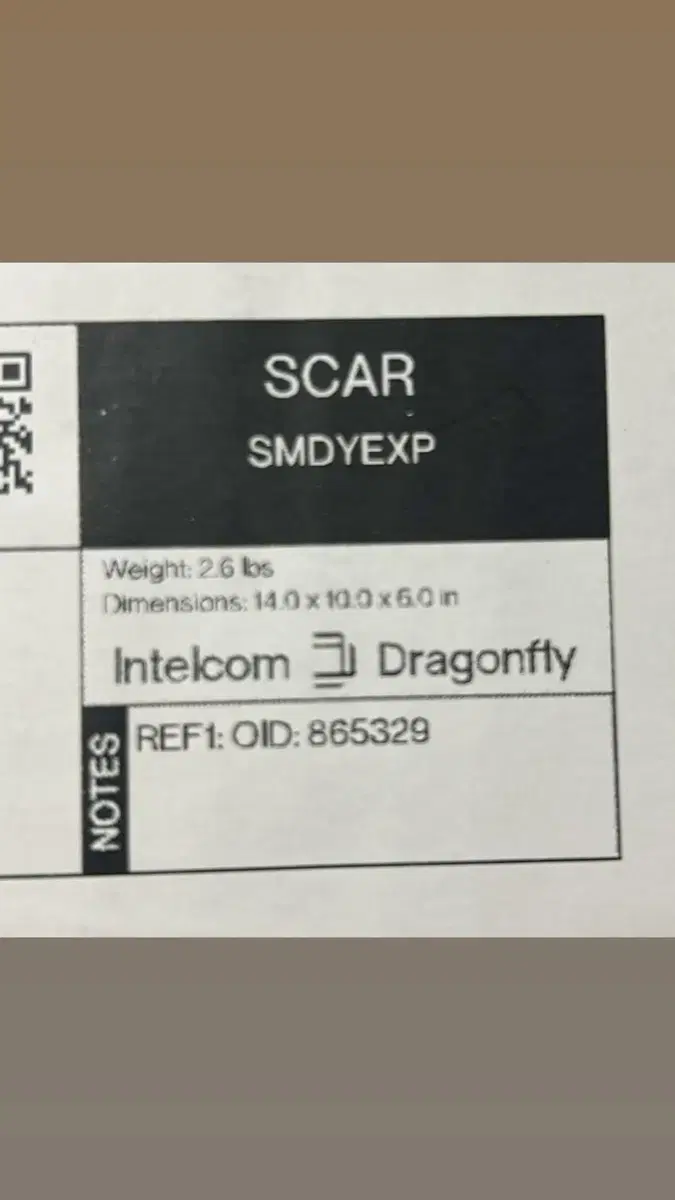 SCAR
SMDYEXP
Weight: 2.6 lbs
Dimensions: 14.0 x 10.0 x 6.0 in
Intelcom Dragonfly
NOTES
REF1: OID: 865329